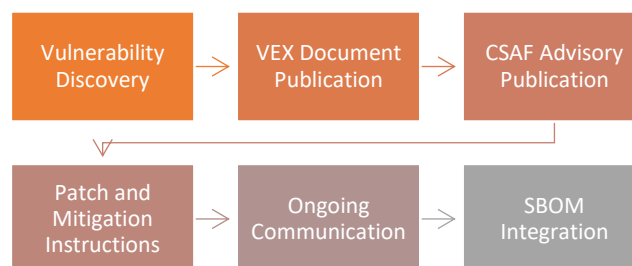 Vulnerability
Discovery
VEX Document
Publication
CSAF Advisory
Publication
Patch and
Mitigation
Instructions
Ongoing
Communication
SBOM
Integration